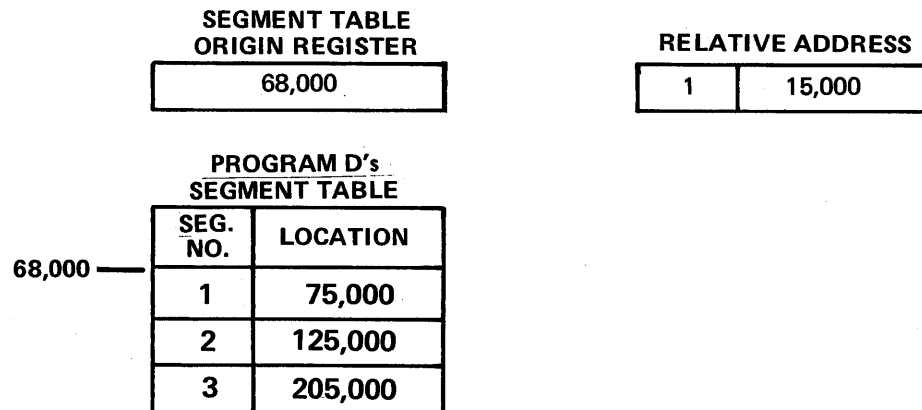 SEGMENT TABLE
ORIGIN REGISTER
68,000
RELATIVE ADDRESS
1 15,000
PROGRAM D's
SEGMENT TABLE
SEG. NO. LOCATION
68,000
1 75,000
2 125,000
3 205,000